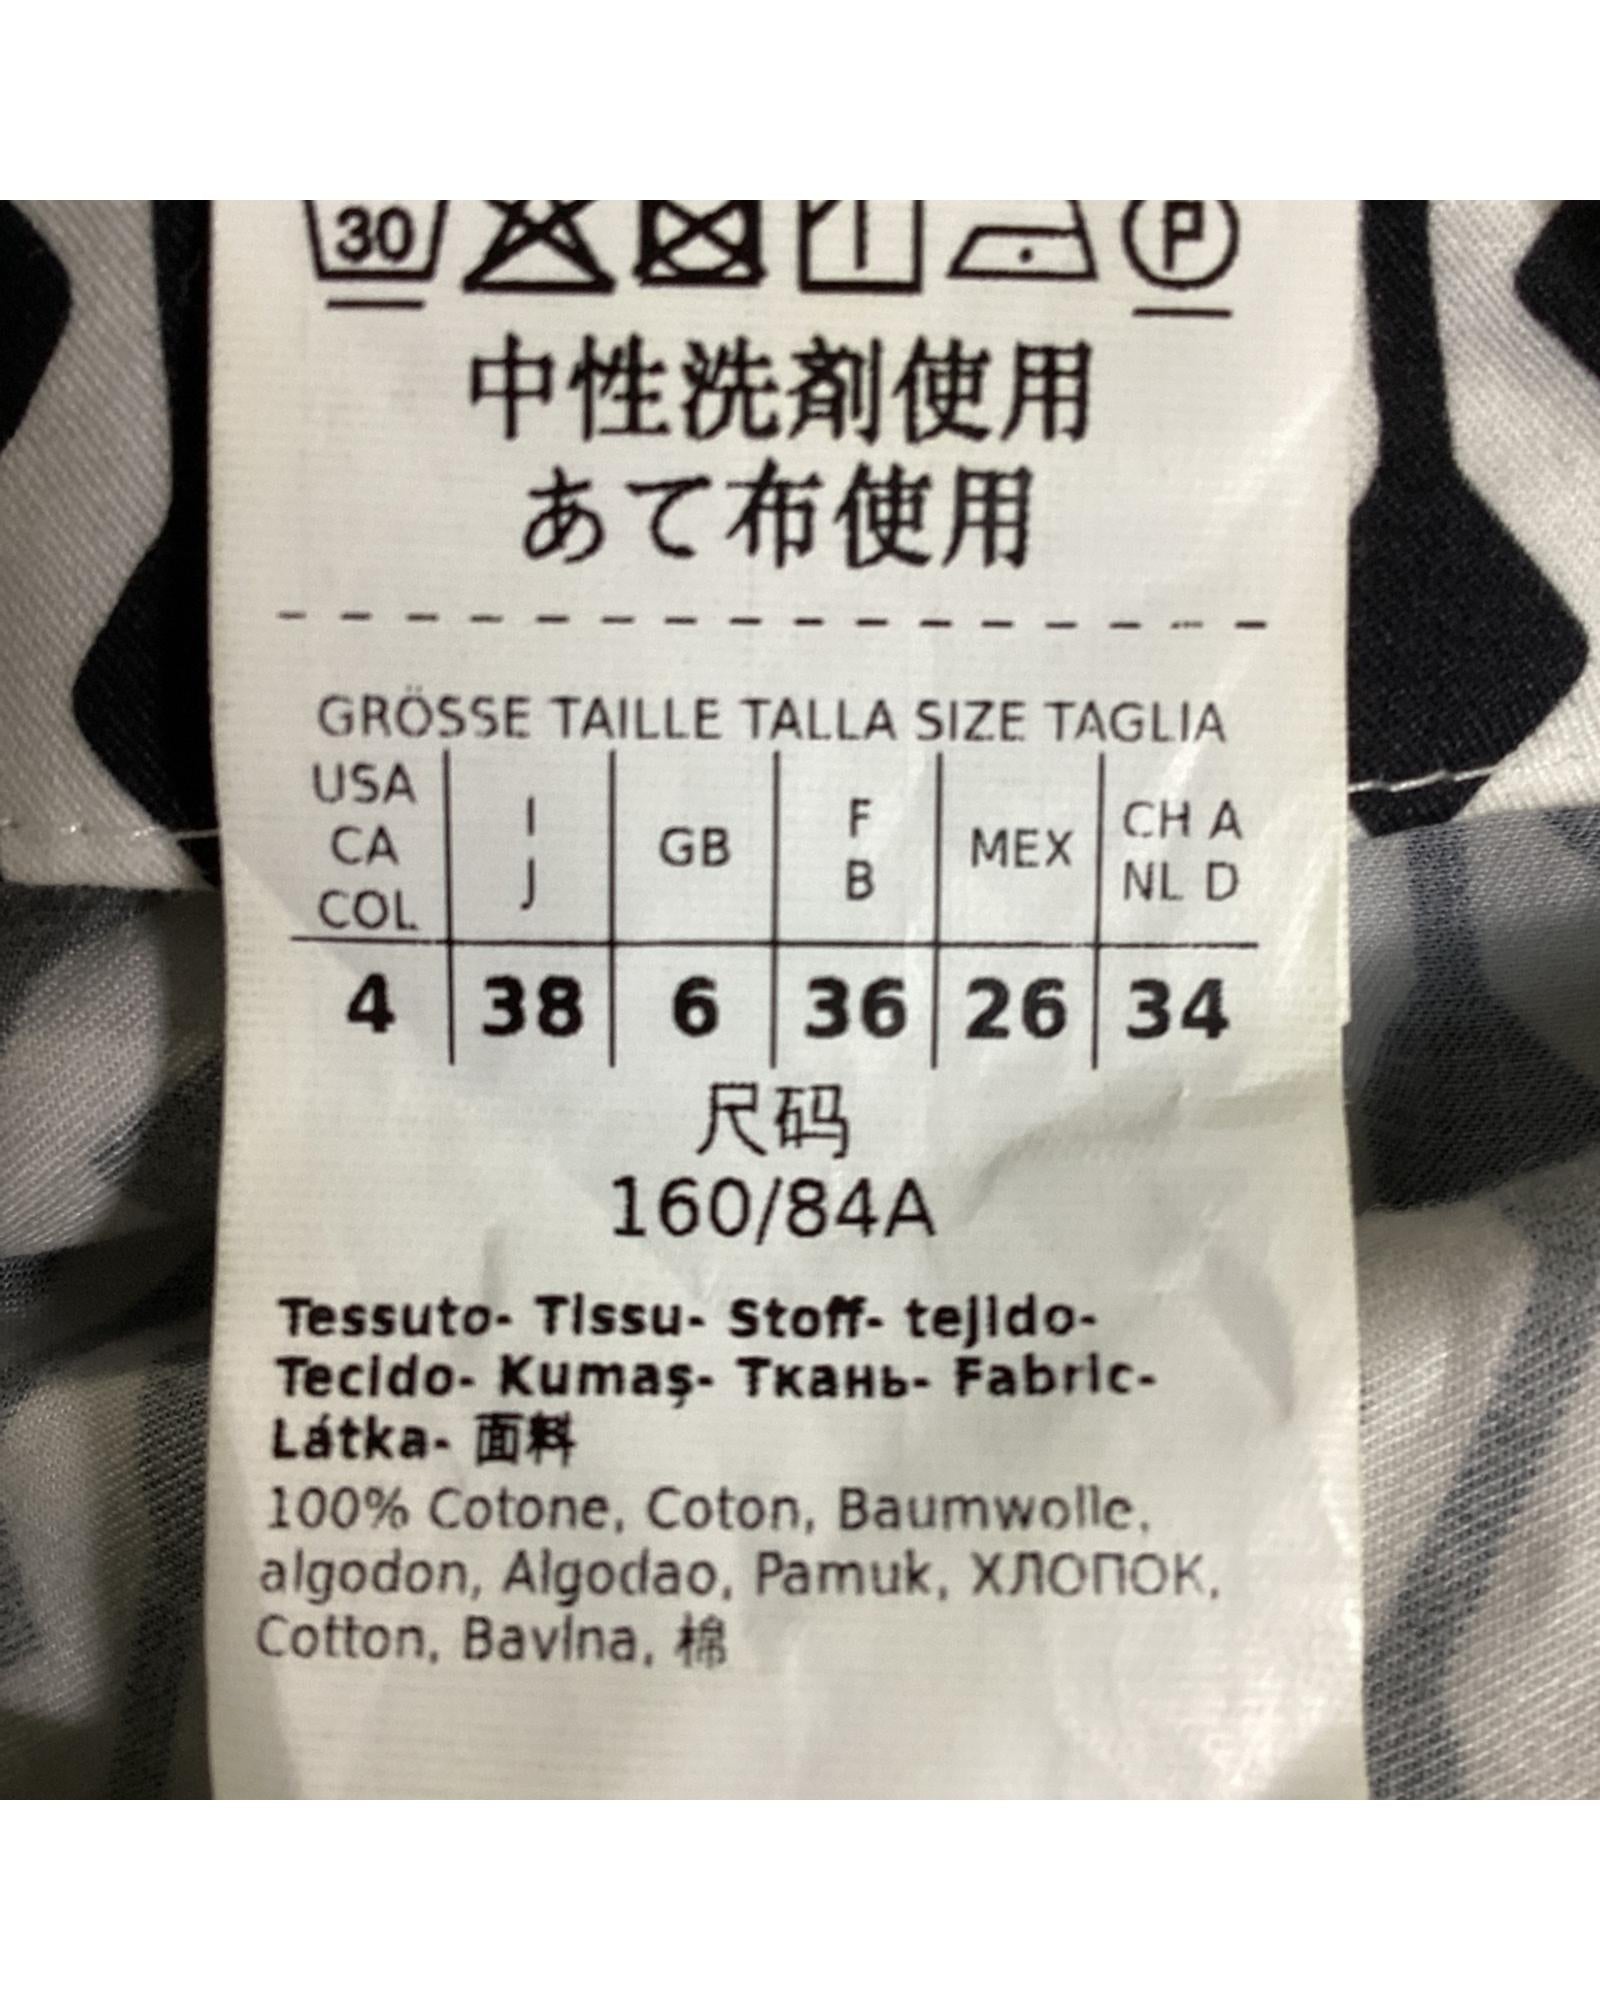 30 P
中性洗剤使用
あて布使用
GRÖSSE TAILLE TALLA SIZE TAGLIA
USA CA COL I J GB F B MEX CH A NL D
4 38 6 36 26 34
尺码
160/84A
Tessuto- Tissu- Stoff- tejido-
Tecido- Kumaş- Ткань- Fabric-
Látka- 面料
100% Cotone, Coton, Baumwolle,
algodon, Algodao, Pamuk, ХЛОПОК,
Cotton, Bavlna, 棉